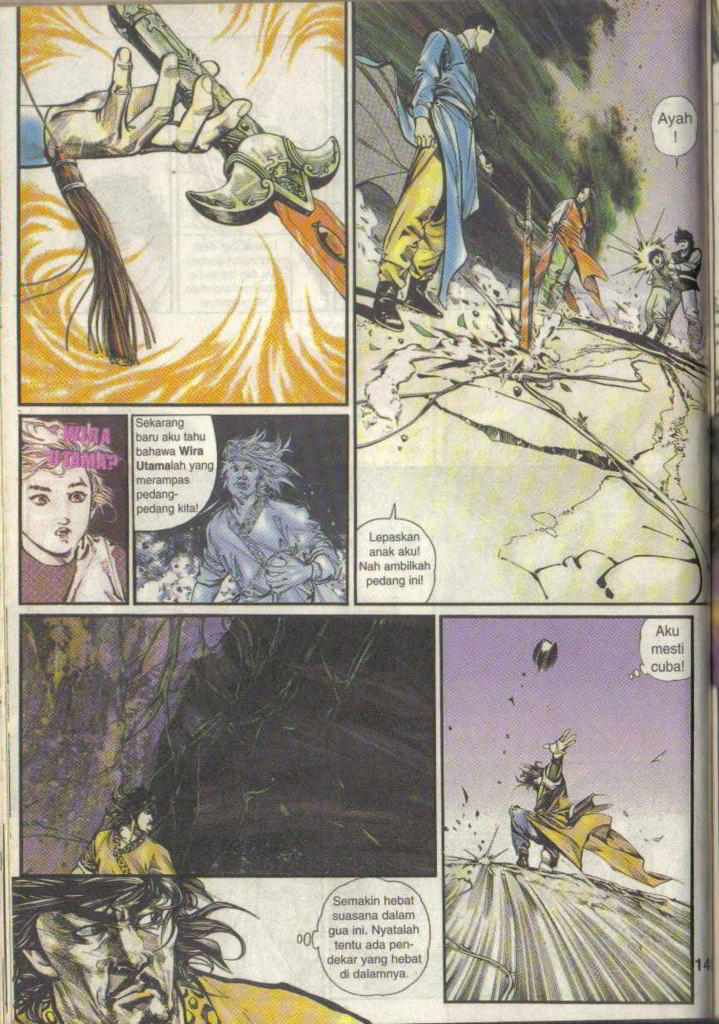 Ayah
!
Lepaskan
anak aku!
Nah ambilkah
pedang ini!
WIRA
UTAMA?
Sekarang
baru aku tahu
bahawa Wira
Utamalah yang
merampas
pedang-
pedang kita!
Semakin hebat
suasana dalam
gua ini. Nyatalah
tentu ada pen-
dekar yang hebat
di dalamnya.
Aku
mesti
cuba!